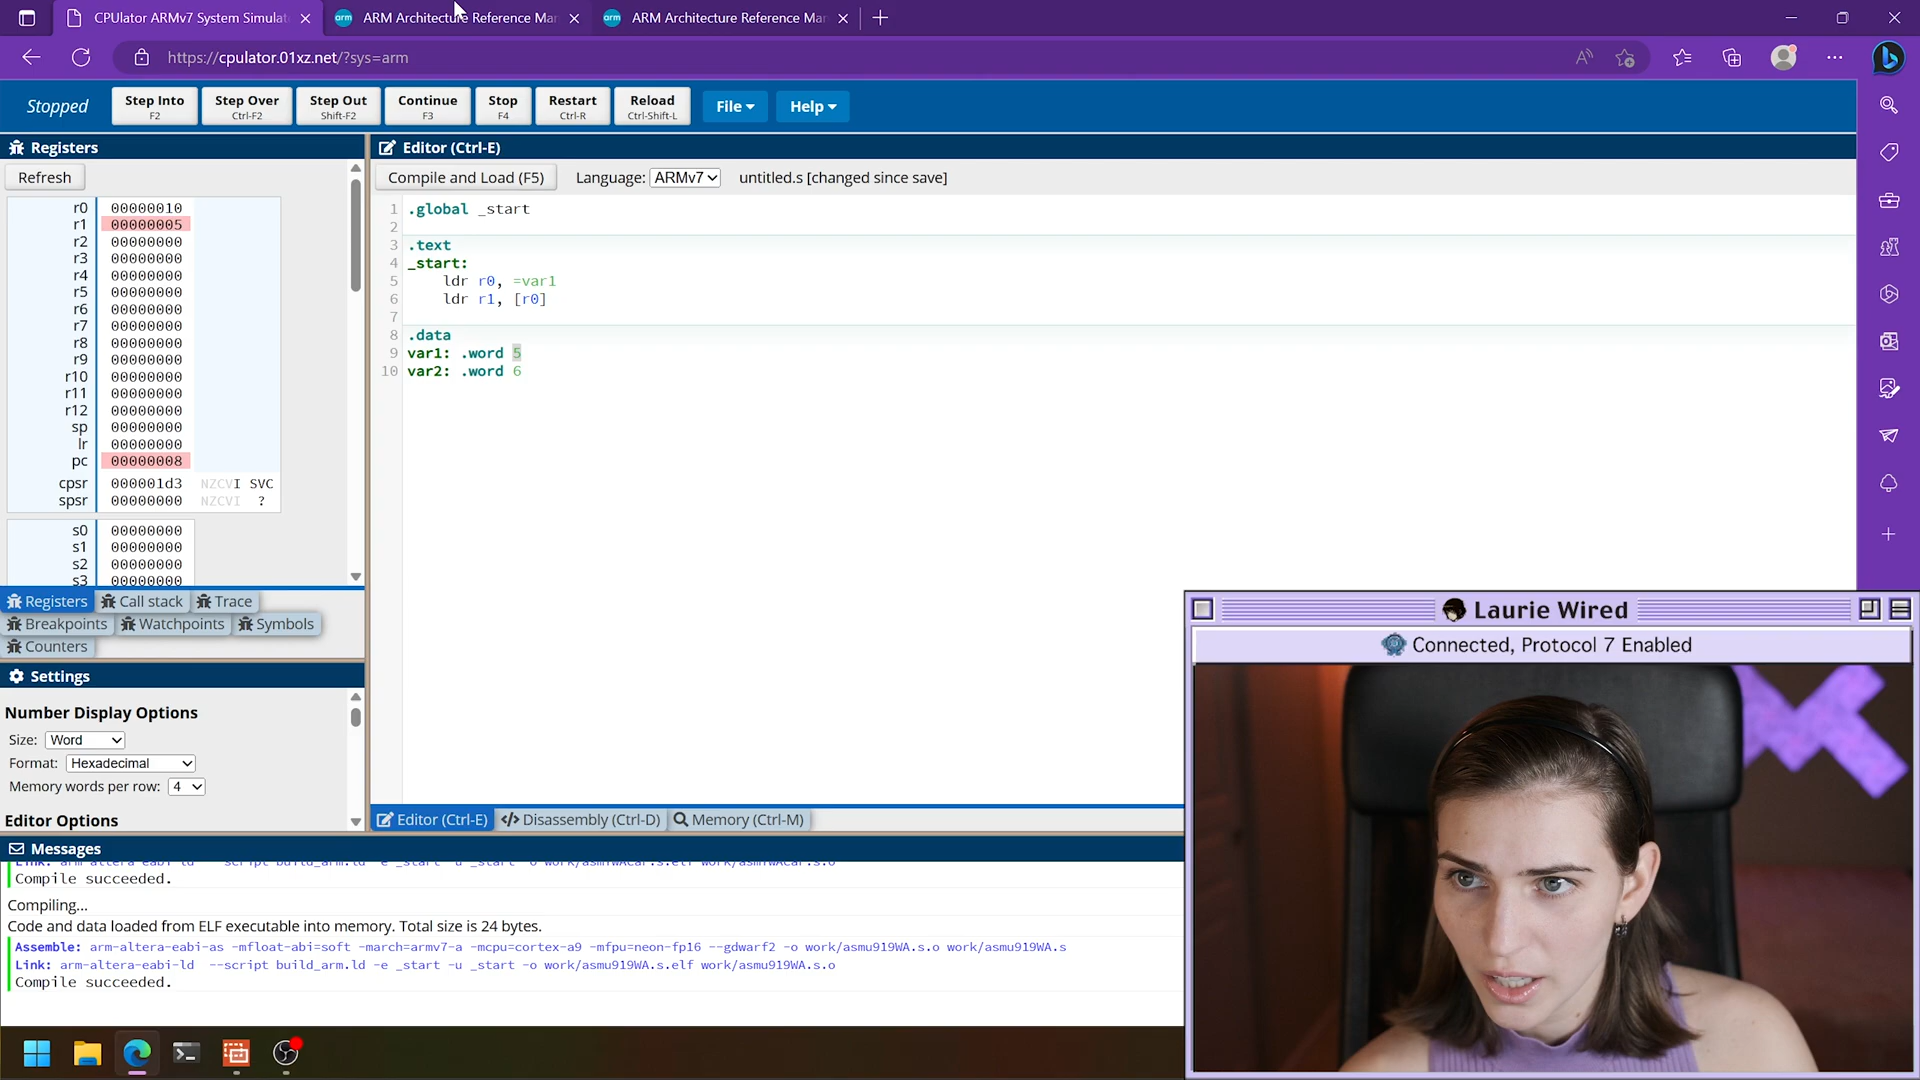 CPUlator ARMv7 System Simulat
ARM Architecture Reference Mar
ARM Architecture Reference Mar
https://cpulator.01xz.net/?sys=arm
Stopped
Step Into
F2
Step Over
Ctrl-F2
Step Out
Shift-F2
Continue
F3
Stop
F4
Restart
Ctrl-R
Reload
Ctrl-Shift-L
File
Help
Registers
Refresh
r0 00000010
r1 00000005
r2 00000000
r3 00000000
r4 00000000
r5 00000000
r6 00000000
r7 00000000
r8 00000000
r9 00000000
r10 00000000
r11 00000000
r12 00000000
sp 00000000
lr 00000000
pc 00000008
cpsr 000001d3 NZCVI SVC
spsr 00000000 NZCVI ?
s0 00000000
s1 00000000
s2 00000000
s3 00000000
Registers Call stack Trace
Breakpoints Watchpoints Symbols
Counters
Settings
Number Display Options
Size: Word
Format: Hexadecimal
Memory words per row: 4
Editor Options
Editor (Ctrl-E)
Compile and Load (F5) Language: ARMv7 untitled.s [changed since save]
1 .global _start
2
3 .text
4 _start:
5 ldr r0, =var1
6 ldr r1, [r0]
7
8 .data
9 var1: .word 5
10 var2: .word 6
Editor (Ctrl-E) Disassembly (Ctrl-D) Memory (Ctrl-M)
Messages
Compile succeeded.
Compiling...
Code and data loaded from ELF executable into memory. Total size is 24 bytes.
Assemble: arm-altera-eabi-as -mfloat-abi=soft -march=armv7-a -mcpu=cortex-a9 -mfpu=neon-fp16 --gdwarf2 -o work/asmu919WA.s.o work/asmu919WA.s
Link: arm-altera-eabi-ld --script build_arm.ld -e _start -u _start -o work/asmu919WA.s.elf work/asmu919WA.s.o
Compile succeeded.
Laurie Wired
Connected, Protocol 7 Enabled